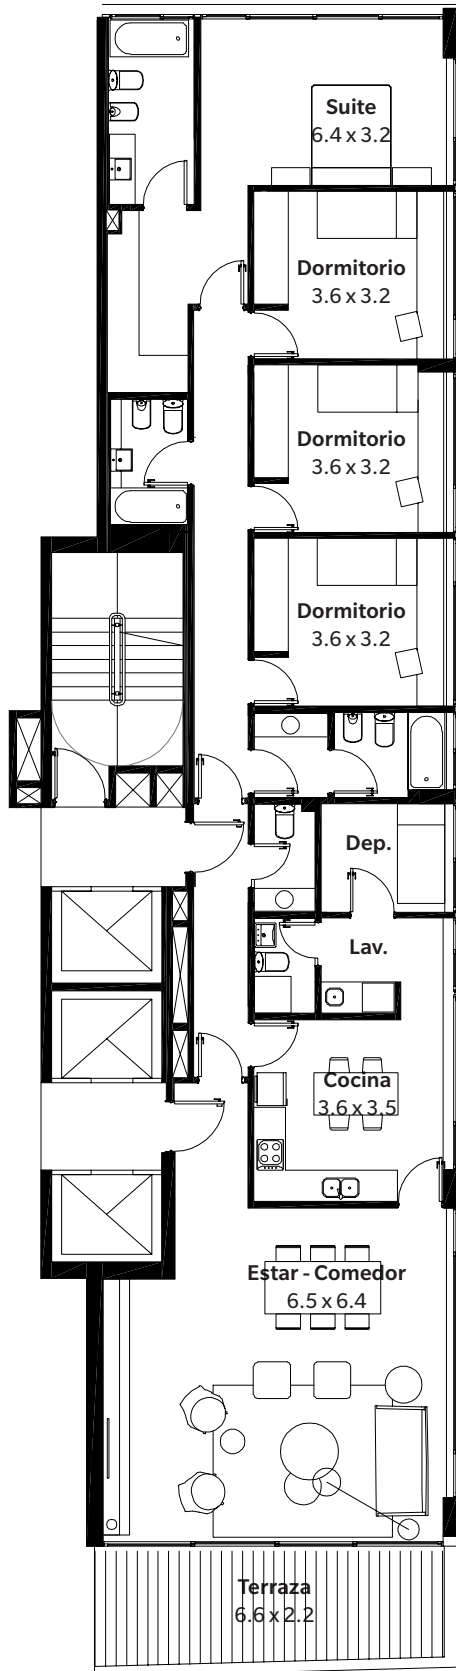 Suite
6.4 x 3.2
Dormitorio
3.6 x 3.2
Dormitorio
3.6 x 3.2
Dormitorio
3.6 x 3.2
Dep.
Lav.
Cocina
3.6 x 3.5
Estar - Comedor
6.5 x 6.4
Terraza
6.6 x 2.2